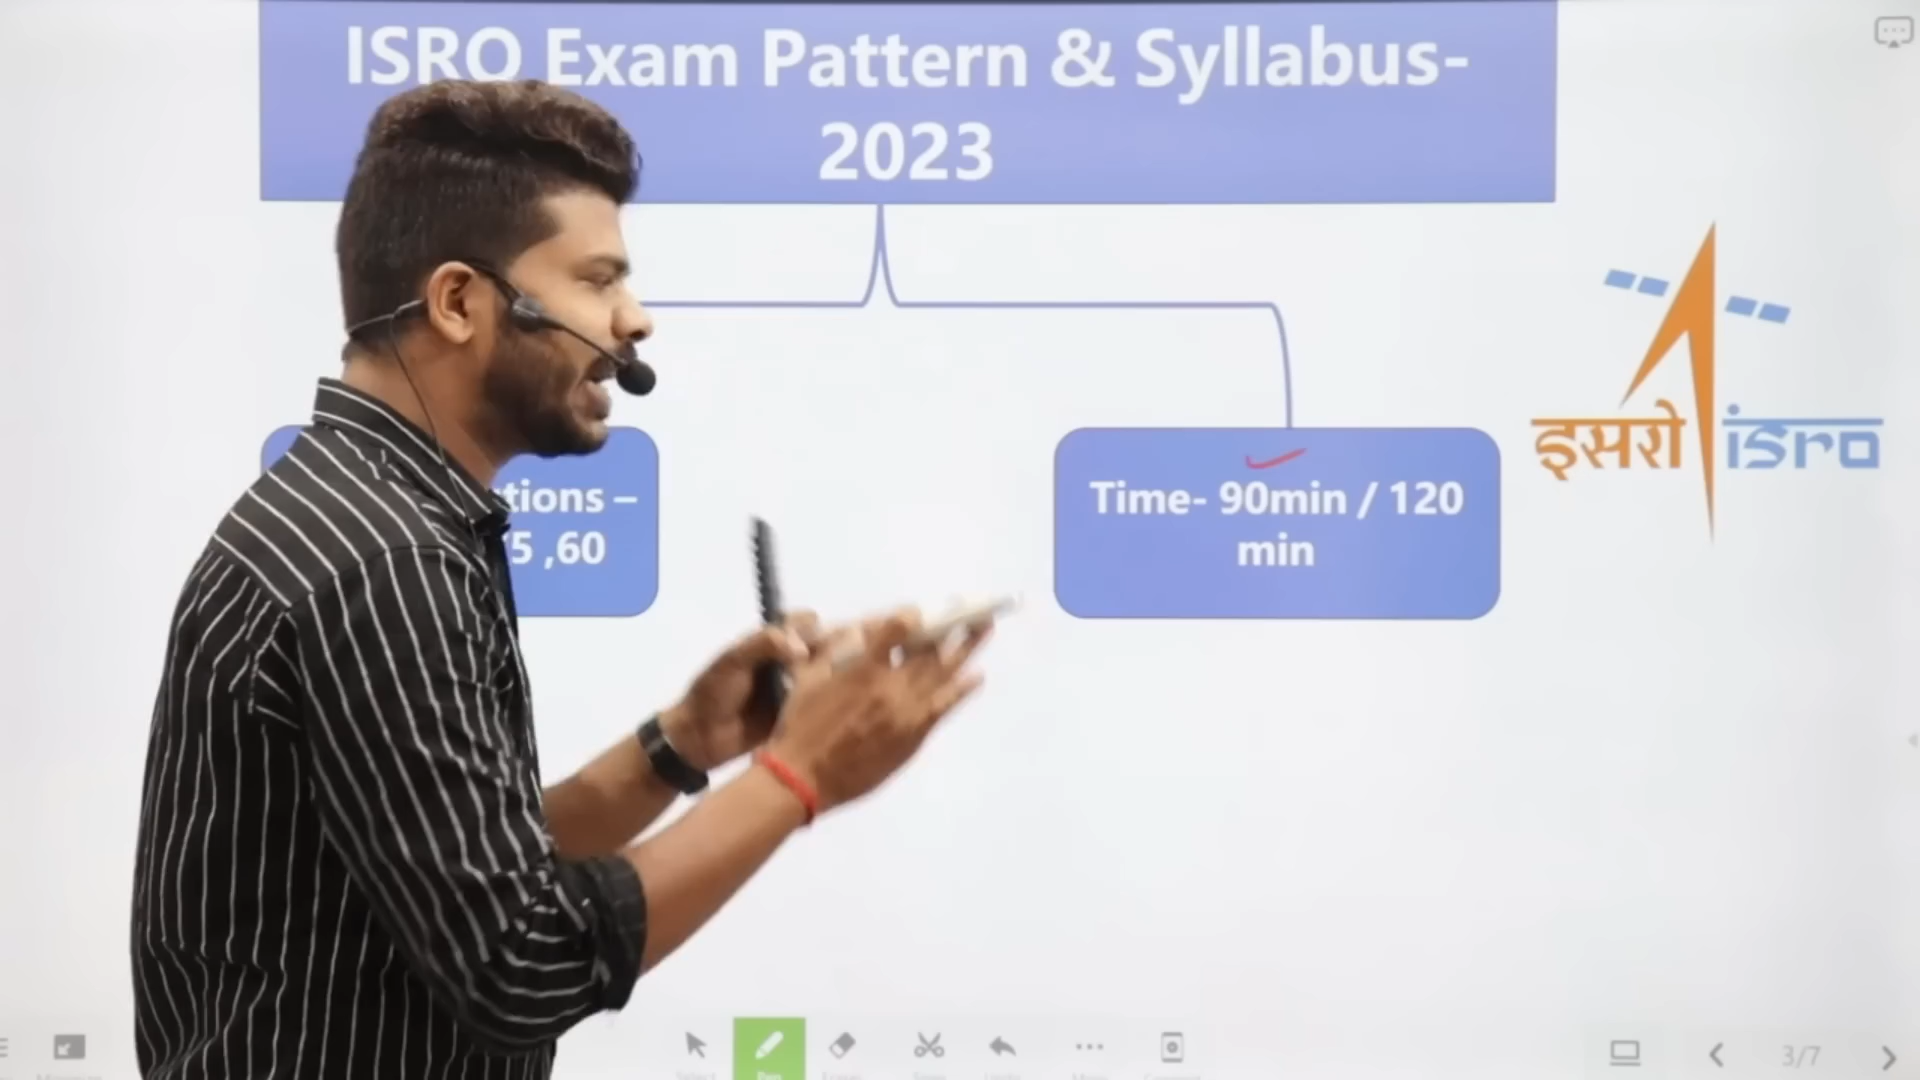 ISRO Exam Pattern & Syllabus-
2023
tions –
5 ,60
Time- 90min / 120
min
इसरो isro
3/7